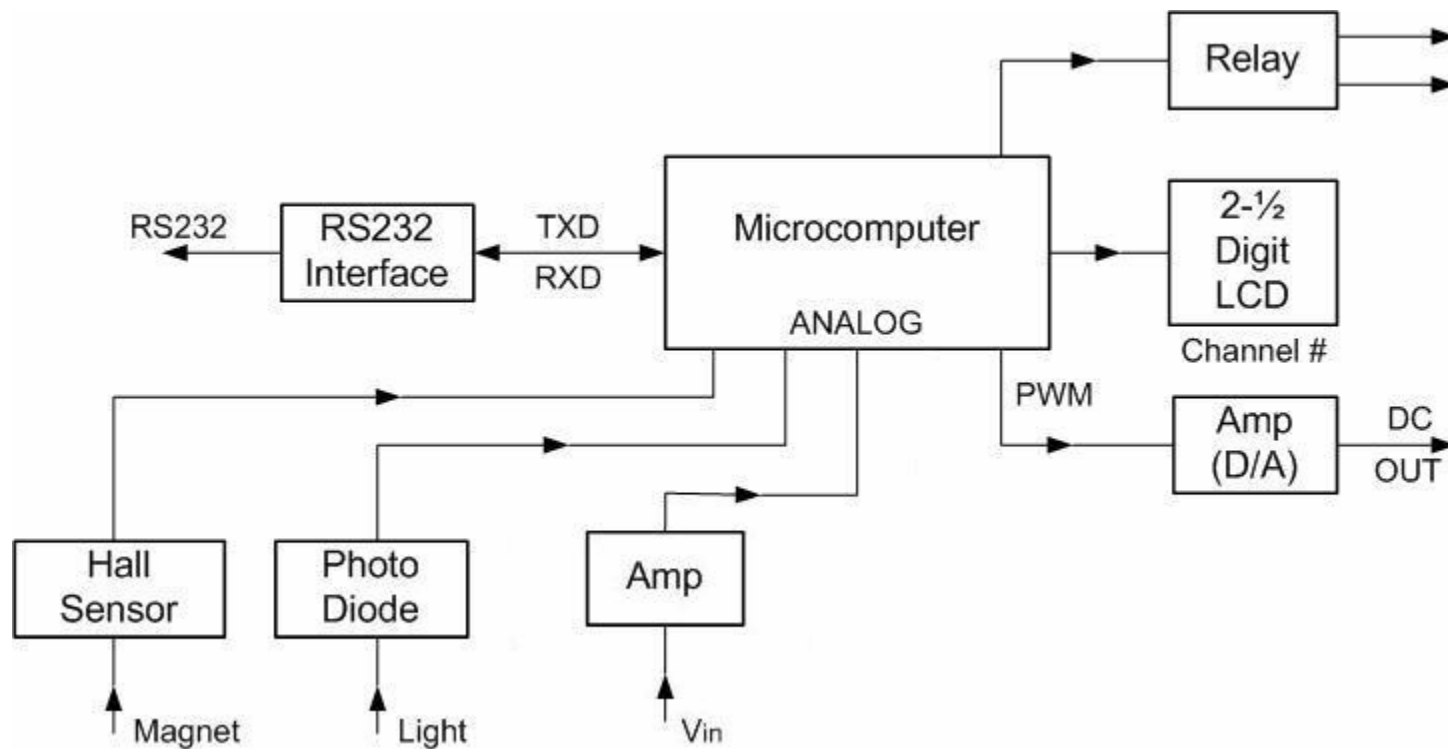 Relay
RS232
RS232
Interface
TXD
RXD
Microcomputer
ANALOG
2-½
Digit
LCD
Channel #
PWM
Amp
(D/A)
DC
OUT
Hall
Sensor
Photo
Diode
Amp
Magnet
Light
Vin